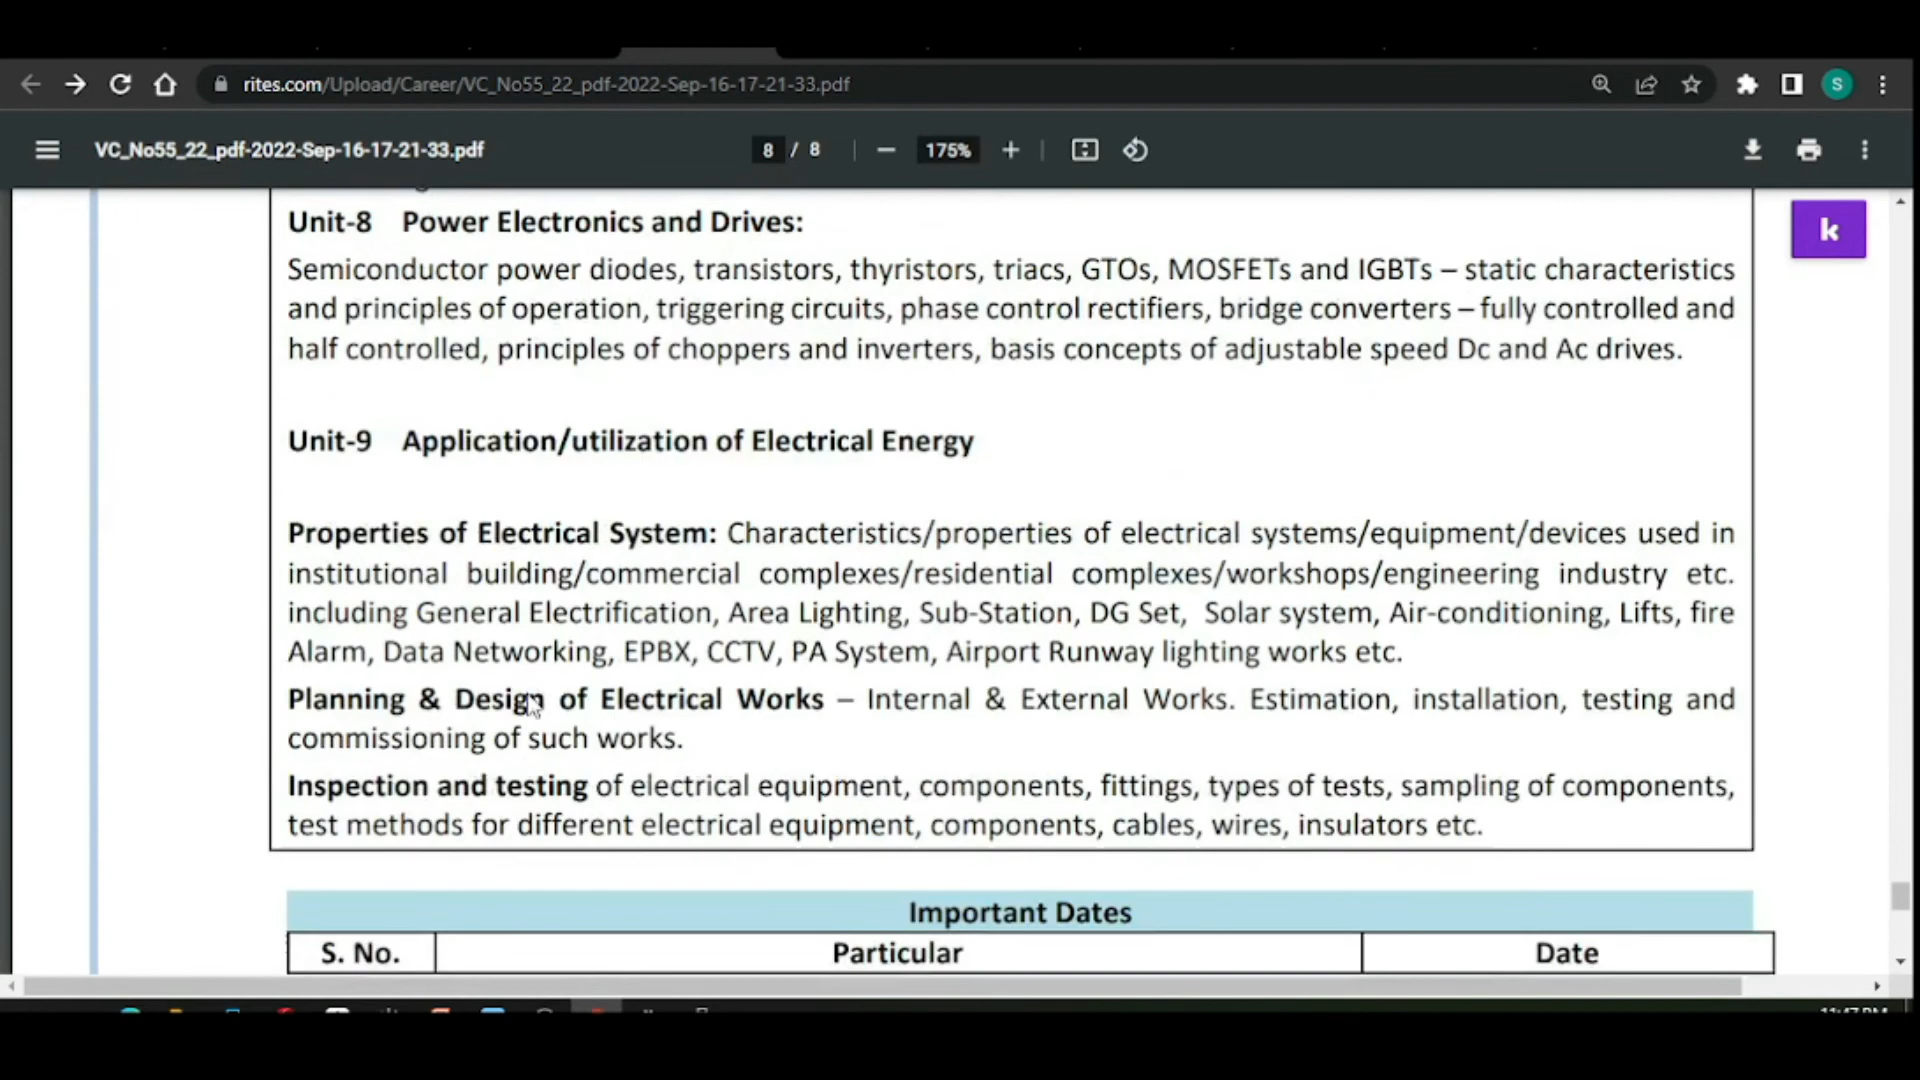 rites.com/Upload/Career/VC_No55_22_pdf-2022-Sep-16-17-21-33.pdf
S
VC_No55_22_pdf-2022-Sep-16-17-21-33.pdf
8 / 8
175%
k
Unit-8 Power Electronics and Drives:
Semiconductor power diodes, transistors, thyristors, triacs, GTOs, MOSFETs and IGBTs – static characteristics
and principles of operation, triggering circuits, phase control rectifiers, bridge converters – fully controlled and
half controlled, principles of choppers and inverters, basis concepts of adjustable speed Dc and Ac drives.
Unit-9 Application/utilization of Electrical Energy
Properties of Electrical System: Characteristics/properties of electrical systems/equipment/devices used in
institutional building/commercial complexes/residential complexes/workshops/engineering industry etc.
including General Electrification, Area Lighting, Sub-Station, DG Set, Solar system, Air-conditioning, Lifts, fire
Alarm, Data Networking, EPBX, CCTV, PA System, Airport Runway lighting works etc.
Planning & Design of Electrical Works – Internal & External Works. Estimation, installation, testing and
commissioning of such works.
Inspection and testing of electrical equipment, components, fittings, types of tests, sampling of components,
test methods for different electrical equipment, components, cables, wires, insulators etc.
Important Dates
S. No. Particular Date